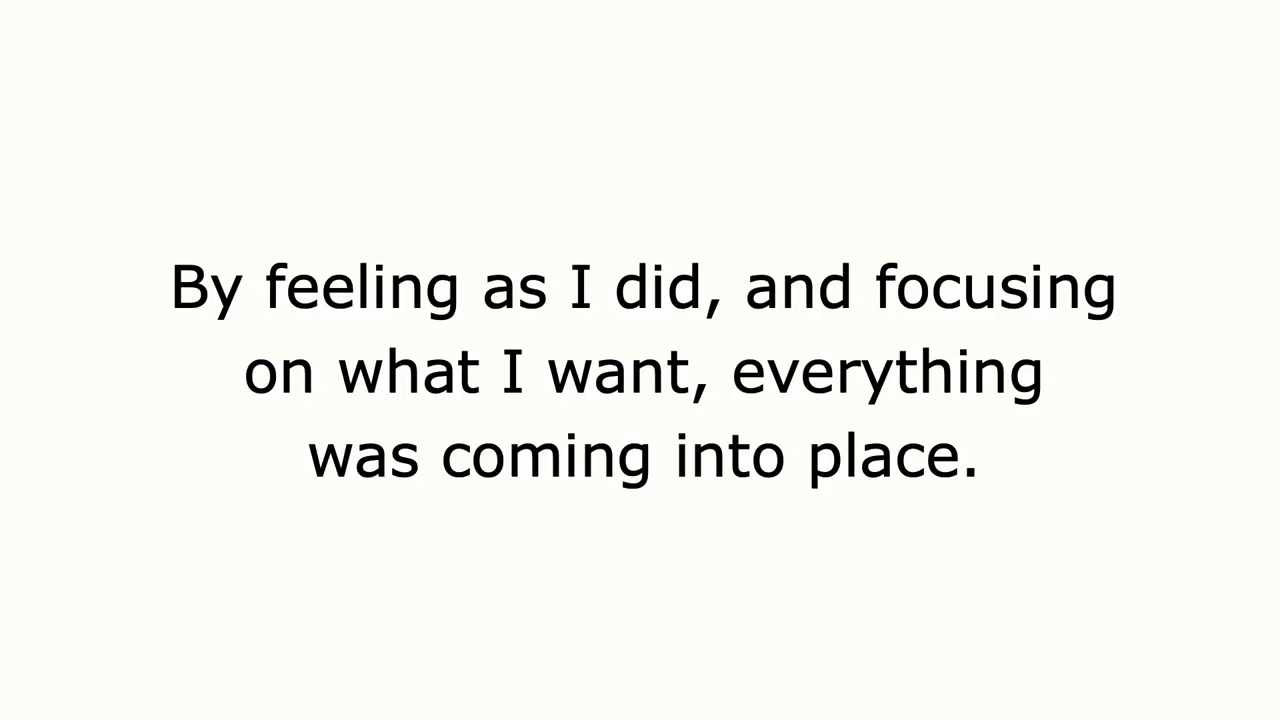 By feeling as I did, and focusing
on what I want, everything
was coming into place.